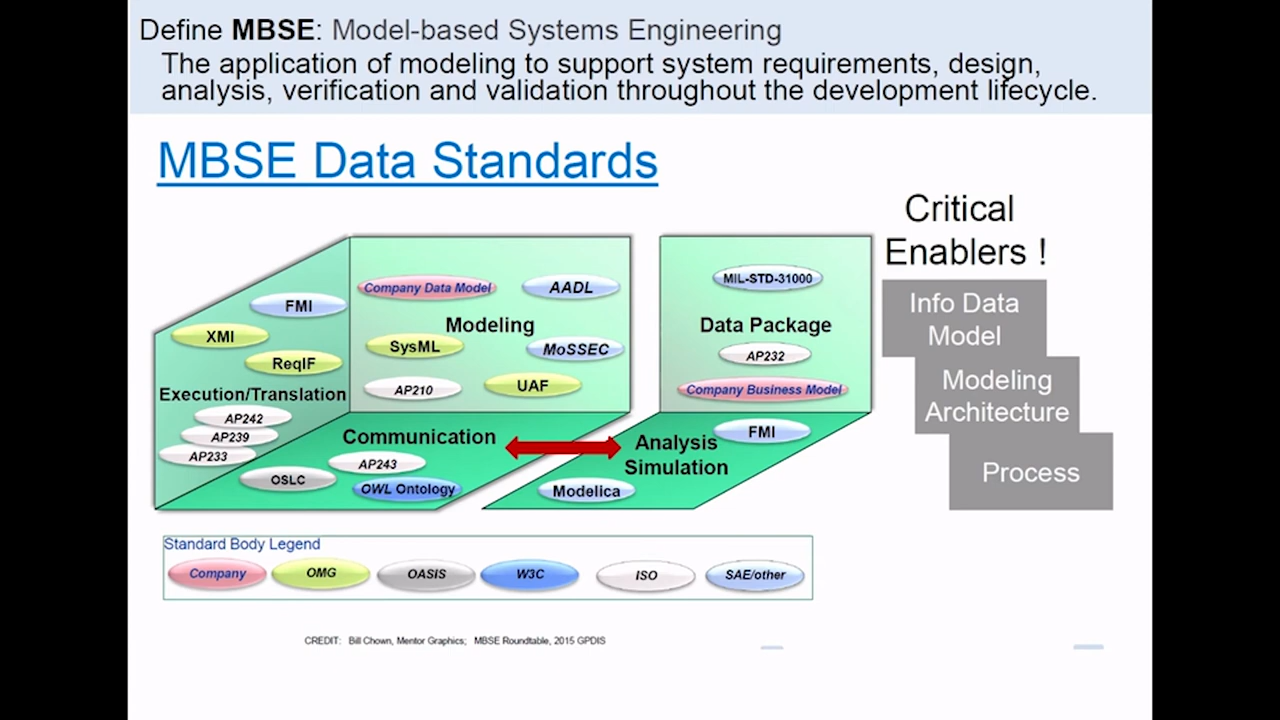 Define MBSE: Model-based Systems Engineering
The application of modeling to support system requirements, design,
analysis, verification and validation throughout the development lifecycle.
MBSE Data Standards
Critical
Enablers !
FMI
XMI
ReqIF
Execution/Translation
AP242
AP239
AP233
Company Data Model
AADL
Modeling
SysML
MoSSEC
AP210
UAF
Communication
AP243
OSLC
OWL Ontology
MIL-STD-31000
Data Package
AP232
Company Business Model
FMI
Analysis
Simulation
Modelica
Info Data
Model
Modeling
Architecture
Process
Standard Body Legend
Company
OMG
OASIS
W3C
ISO
SAE/other
CREDIT: Bill Chown, Mentor Graphics; MBSE Roundtable, 2015 GPDIS